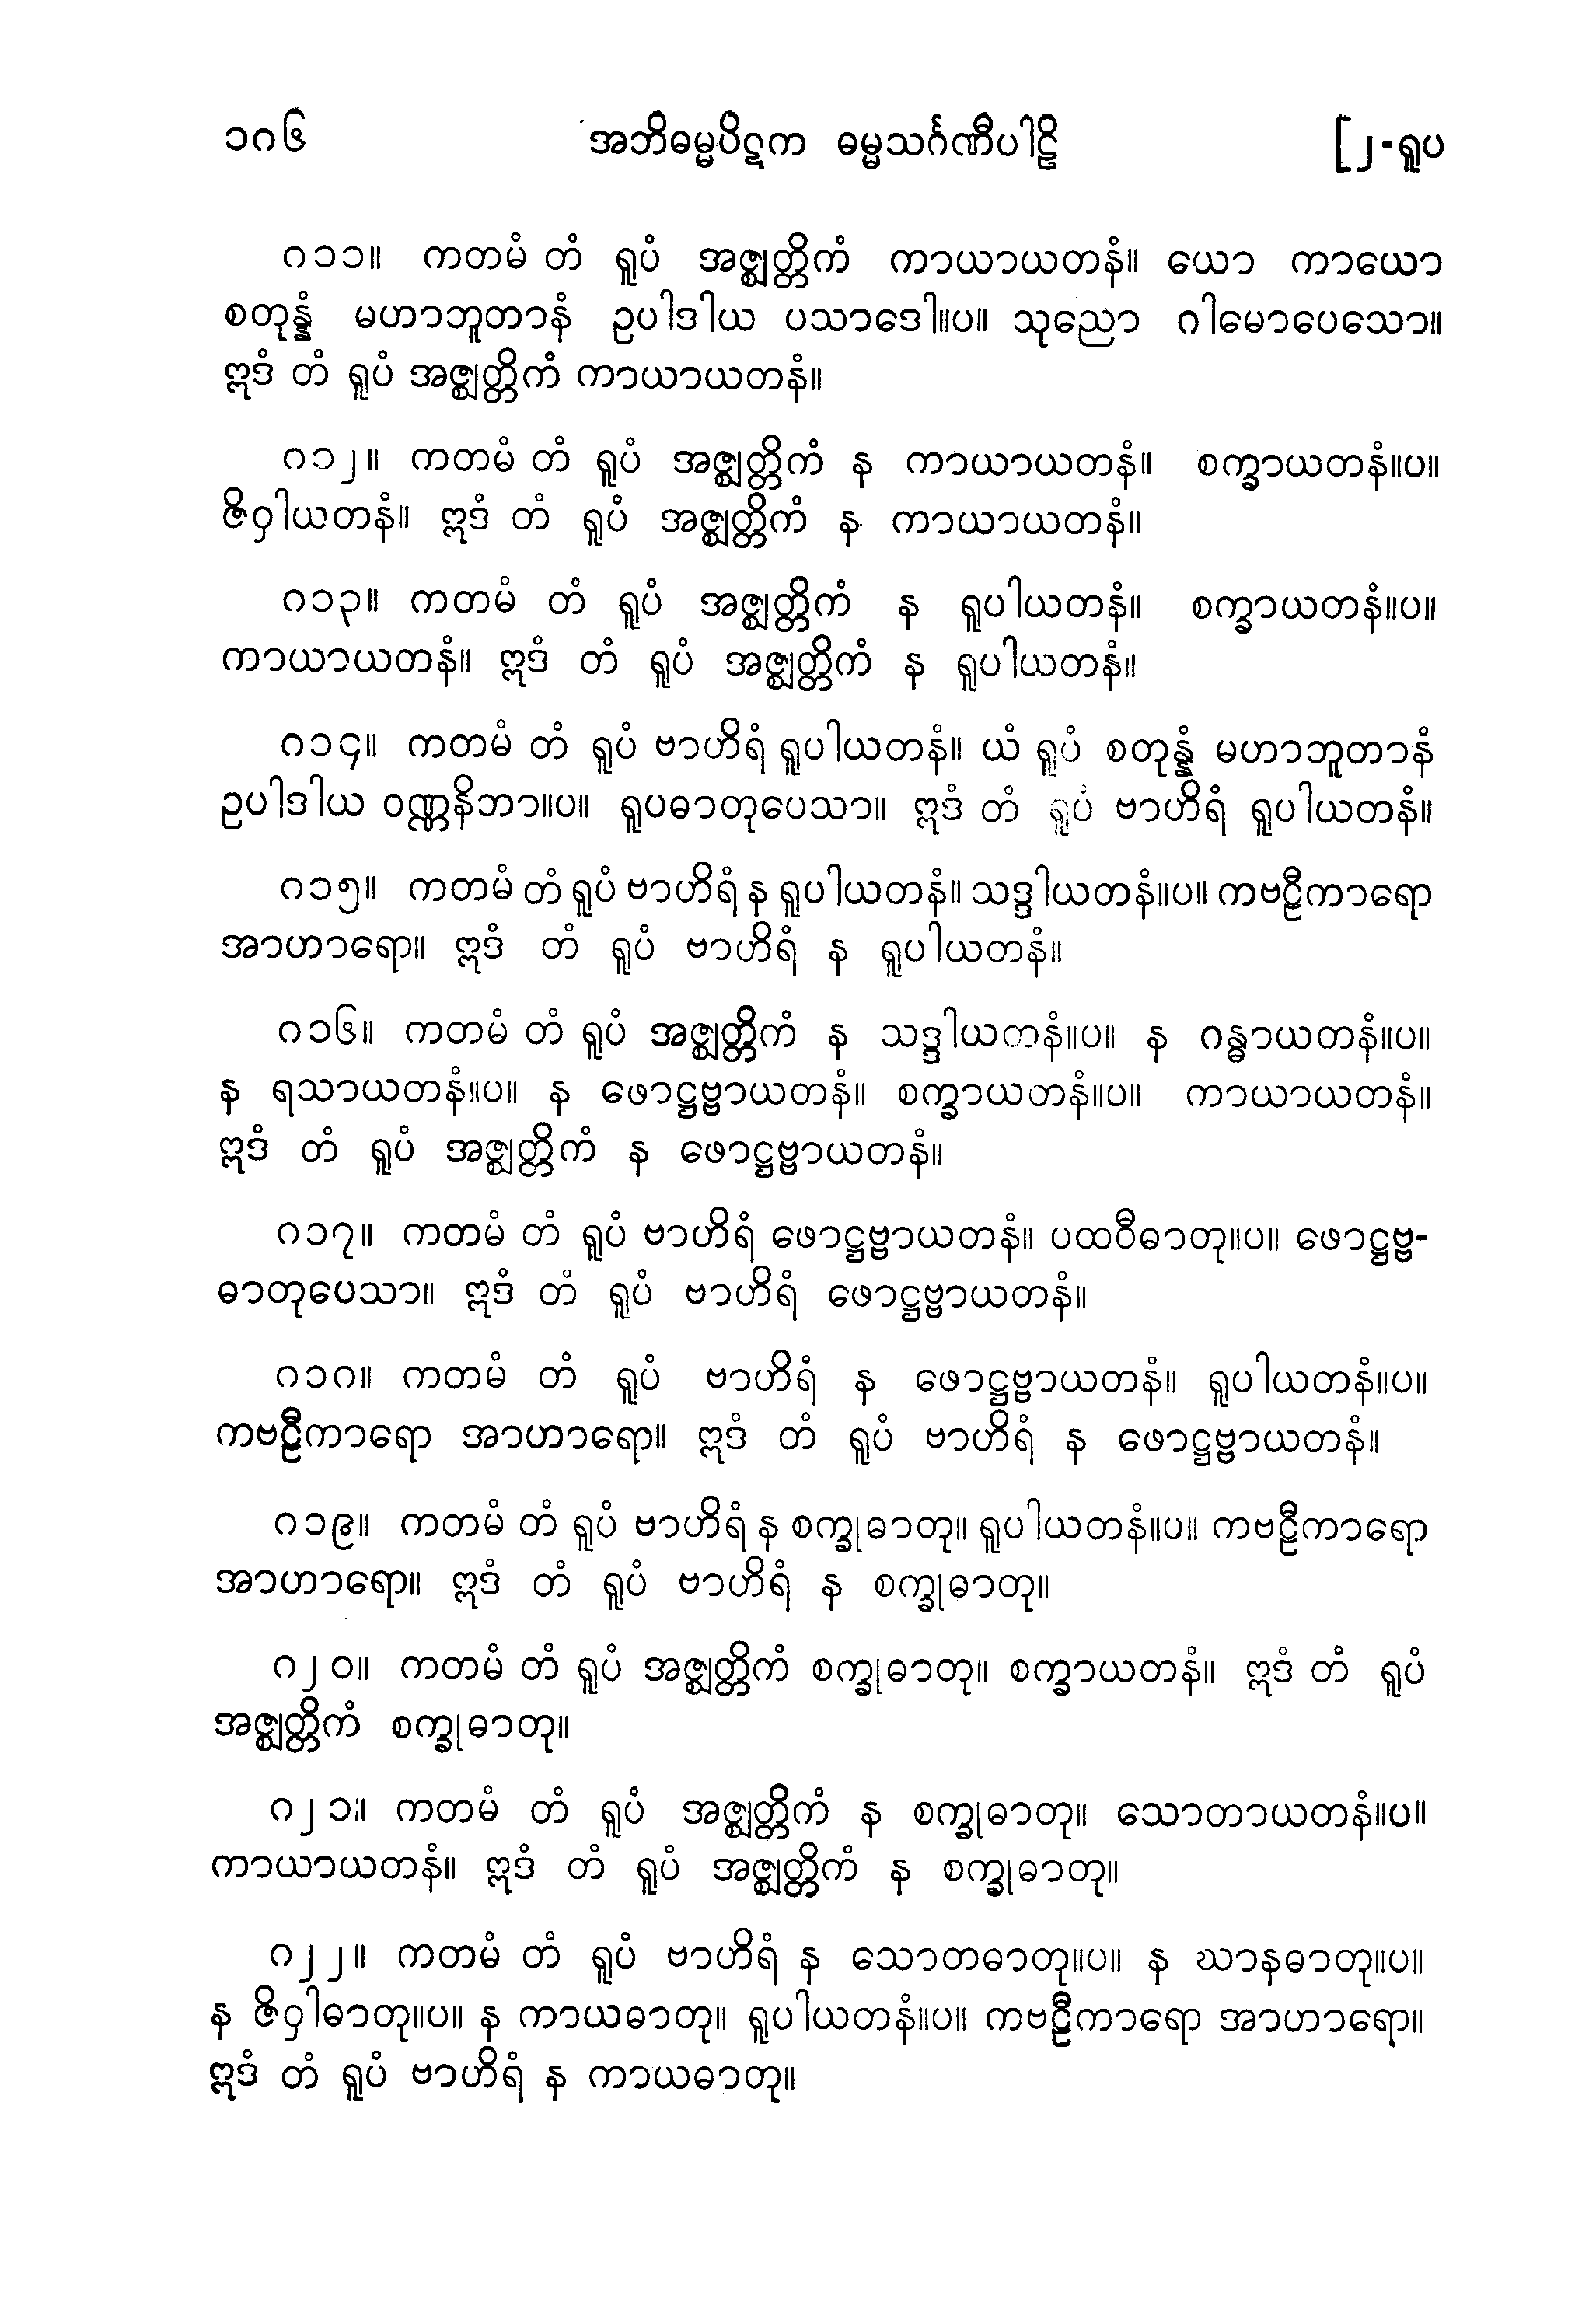 ၁၈၆ အဘိဓမ္မပိဋက ဓမ္မသင်္ဂဏီပါဠိ [၂-ရူပ
၈၁၁။ ကတမံ တံ ရူပံ အဇ္ဈတ္တိကံ ကာယာယတနံ။ ယော ကာယော
စတုန္နံ မဟာဘူတာနံ ဥပါဒါယ ပသာဒေါ။ပ။ သုညော ဂါမောပေသော။
ဣဒံ တံ ရူပံ အဇ္ဈတ္တိကံ ကာယာယတနံ။
၈၁၂။ ကတမံ တံ ရူပံ အဇ္ဈတ္တိကံ န ကာယာယတနံ။ စက္ခာယတနံ။ပ။
ဇိဝှါယတနံ။ ဣဒံ တံ ရူပံ အဇ္ဈတ္တိကံ န ကာယာယတနံ။
၈၁၃။ ကတမံ တံ ရူပံ အဇ္ဈတ္တိကံ န ရူပါယတနံ။ စက္ခာယတနံ။ပ။
ကာယာယတနံ။ ဣဒံ တံ ရူပံ အဇ္ဈတ္တိကံ န ရူပါယတနံ။
၈၁၄။ ကတမံ တံ ရူပံ ဗာဟိရံ ရူပါယတနံ။ ယံ ရူပံ စတုန္နံ မဟာဘူတာနံ
ဥပါဒါယ ဝဏ္ဏနိဘာ။ပ။ ရူပဓာတုပေသာ။ ဣဒံ တံ ရူပံ ဗာဟိရံ ရူပါယတနံ။
၈၁၅။ ကတမံ တံ ရူပံ ဗာဟိရံ န ရူပါယတနံ။ သဒ္ဒါယတနံ။ပ။ ကဗဠီကာရော
အာဟာရော။ ဣဒံ တံ ရူပံ ဗာဟိရံ န ရူပါယတနံ။
၈၁၆။ ကတမံ တံ ရူပံ အဇ္ဈတ္တိကံ န သဒ္ဒါယတနံ။ပ။ န ဂန္ဓာယတနံ။ပ။
န ရသာယတနံ။ပ။ န ဖောဋ္ဌဗ္ဗာယတနံ။ စက္ခာယတနံ။ပ။ ကာယာယတနံ။
ဣဒံ တံ ရူပံ အဇ္ဈတ္တိကံ န ဖောဋ္ဌဗ္ဗာယတနံ။
၈၁၇။ ကတမံ တံ ရူပံ ဗာဟိရံ ဖောဋ္ဌဗ္ဗာယတနံ။ ပထဝီဓာတု။ပ။ ဖောဋ္ဌဗ္ဗ-
ဓာတုပေသာ။ ဣဒံ တံ ရူပံ ဗာဟိရံ ဖောဋ္ဌဗ္ဗာယတနံ။
၈၁၈။ ကတမံ တံ ရူပံ ဗာဟိရံ န ဖောဋ္ဌဗ္ဗာယတနံ။ ရူပါယတနံ။ပ။
ကဗဠီကာရော အာဟာရော။ ဣဒံ တံ ရူပံ ဗာဟိရံ န ဖောဋ္ဌဗ္ဗာယတနံ။
၈၁၉။ ကတမံ တံ ရူပံ ဗာဟိရံ န စက္ခုဓာတု။ ရူပါယတနံ။ပ။ ကဗဠီကာရော
အာဟာရော။ ဣဒံ တံ ရူပံ ဗာဟိရံ န စက္ခုဓာတု။
၈၂၀။ ကတမံ တံ ရူပံ အဇ္ဈတ္တိကံ စက္ခုဓာတု။ စက္ခာယတနံ။ ဣဒံ တံ ရူပံ
အဇ္ဈတ္တိကံ စက္ခုဓာတု။
၈၂၁။ ကတမံ တံ ရူပံ အဇ္ဈတ္တိကံ န စက္ခုဓာတု။ သောတာယတနံ။ပ။
ကာယာယတနံ။ ဣဒံ တံ ရူပံ အဇ္ဈတ္တိကံ န စက္ခုဓာတု။
၈၂၂။ ကတမံ တံ ရူပံ ဗာဟိရံ န သောတဓာတု။ပ။ န ဃာနဓာတု။ပ။
န ဇိဝှါဓာတု။ပ။ န ကာယဓာတု။ ရူပါယတနံ။ပ။ ကဗဠီကာရော အာဟာရော။
ဣဒံ တံ ရူပံ ဗာဟိရံ န ကာယဓာတု။